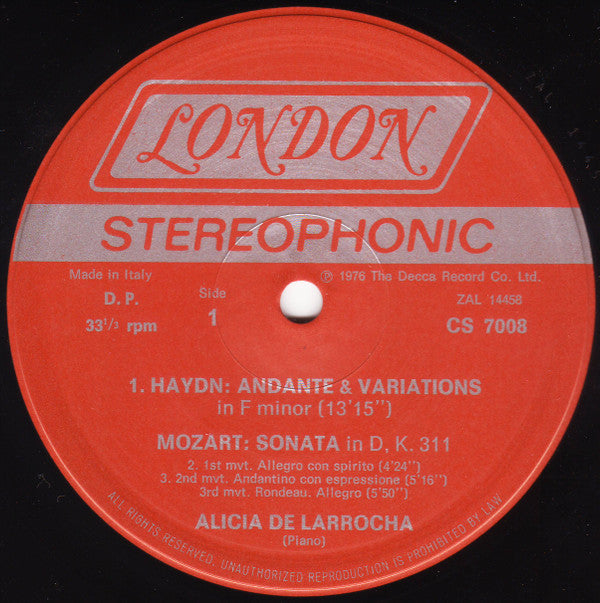 LONDON
STEREOPHONIC
Made in Italy
℗ 1976 The Decca Record Co. Ltd.
D. P.
Side
ZAL 14458
33¹/₃ rpm
1
CS 7008
1. HAYDN: ANDANTE & VARIATIONS
in F minor (13'15")
MOZART: SONATA in D, K. 311
2. 1st mvt. Allegro con spirito (4'24")
3. 2nd mvt. Andantino con espressione (5'16")
3rd mvt. Rondeau. Allegro (5'50")
ALICIA DE LARROCHA
(Piano)
ALL RIGHTS RESERVED. UNAUTHORIZED REPRODUCTION IS PROHIBITED BY LAW